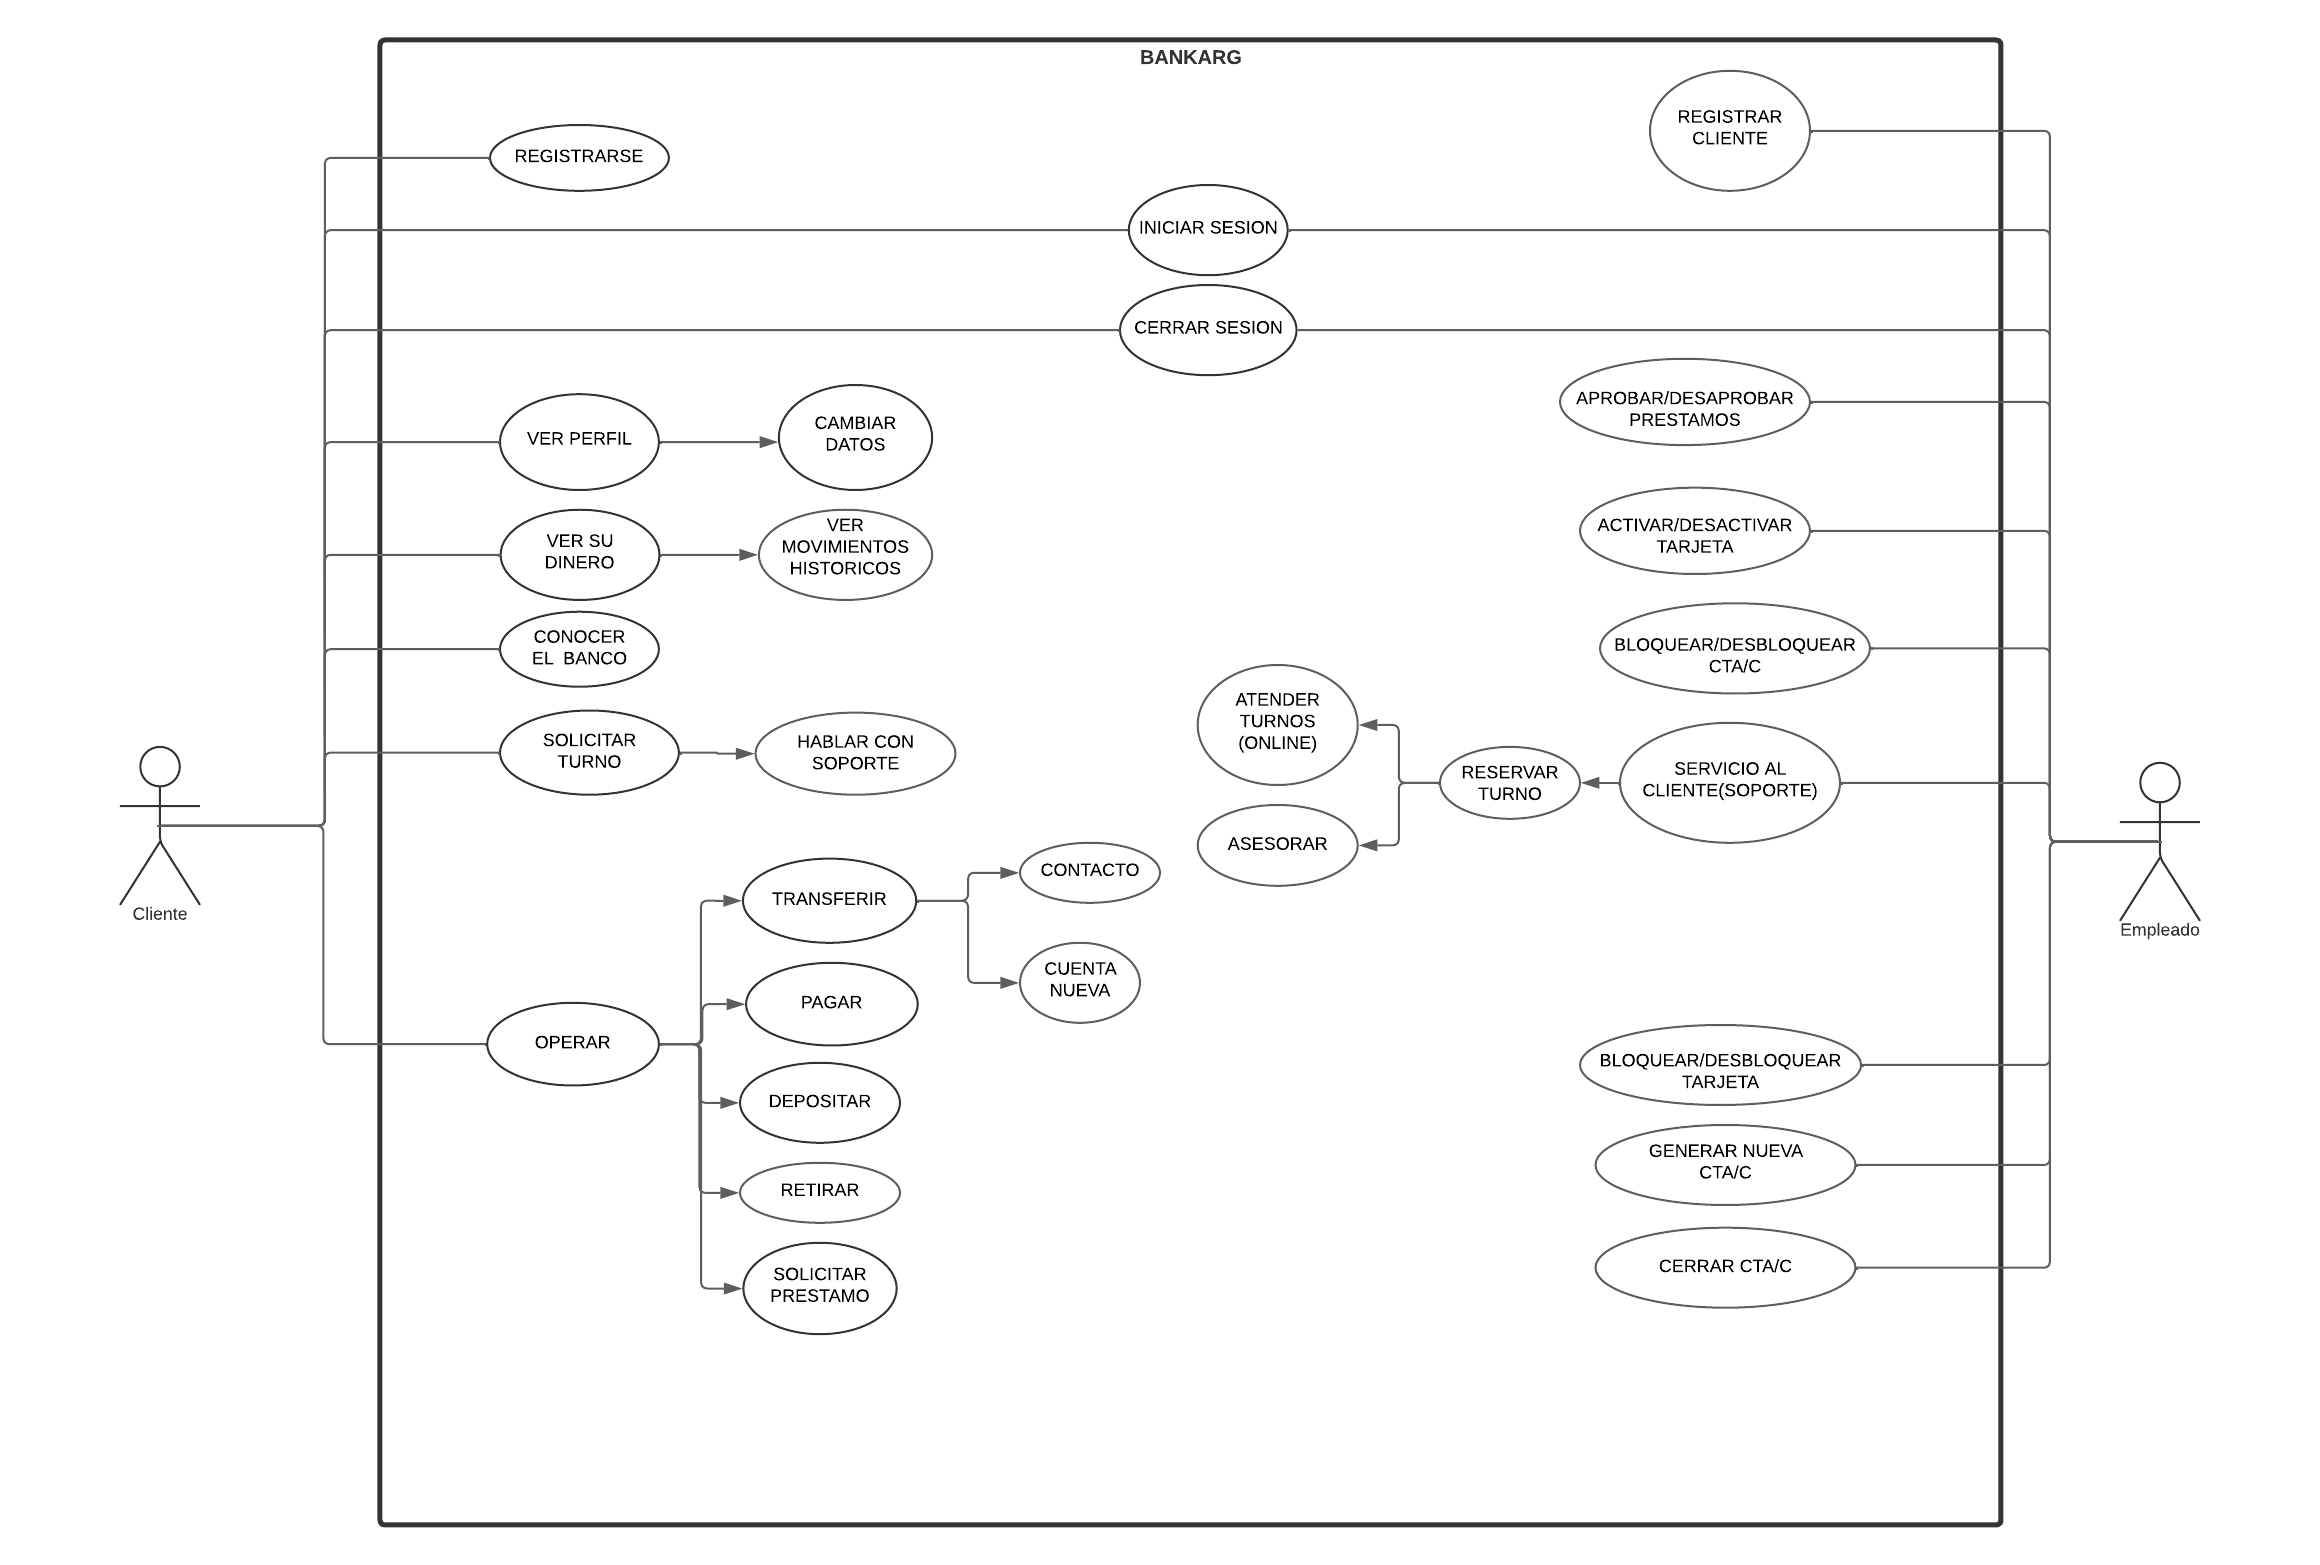 BANKARG
REGISTRAR
CLIENTE
REGISTRARSE
INICIAR SESION
CERRAR SESION
APROBAR/DESAPROBAR
PRESTAMOS
VER PERFIL
CAMBIAR
DATOS
ACTIVAR/DESACTIVAR
TARJETA
VER SU
DINERO
VER
MOVIMIENTOS
HISTORICOS
CONOCER
EL BANCO
BLOQUEAR/DESBLOQUEAR
CTA/C
SOLICITAR
TURNO
HABLAR CON
SOPORTE
ATENDER
TURNOS
(ONLINE)
RESERVAR
TURNO
SERVICIO AL
CLIENTE(SOPORTE)
ASESORAR
Cliente
Empleado
TRANSFERIR
CONTACTO
CUENTA
NUEVA
PAGAR
OPERAR
DEPOSITAR
RETIRAR
SOLICITAR
PRESTAMO
BLOQUEAR/DESBLOQUEAR
TARJETA
GENERAR NUEVA
CTA/C
CERRAR CTA/C